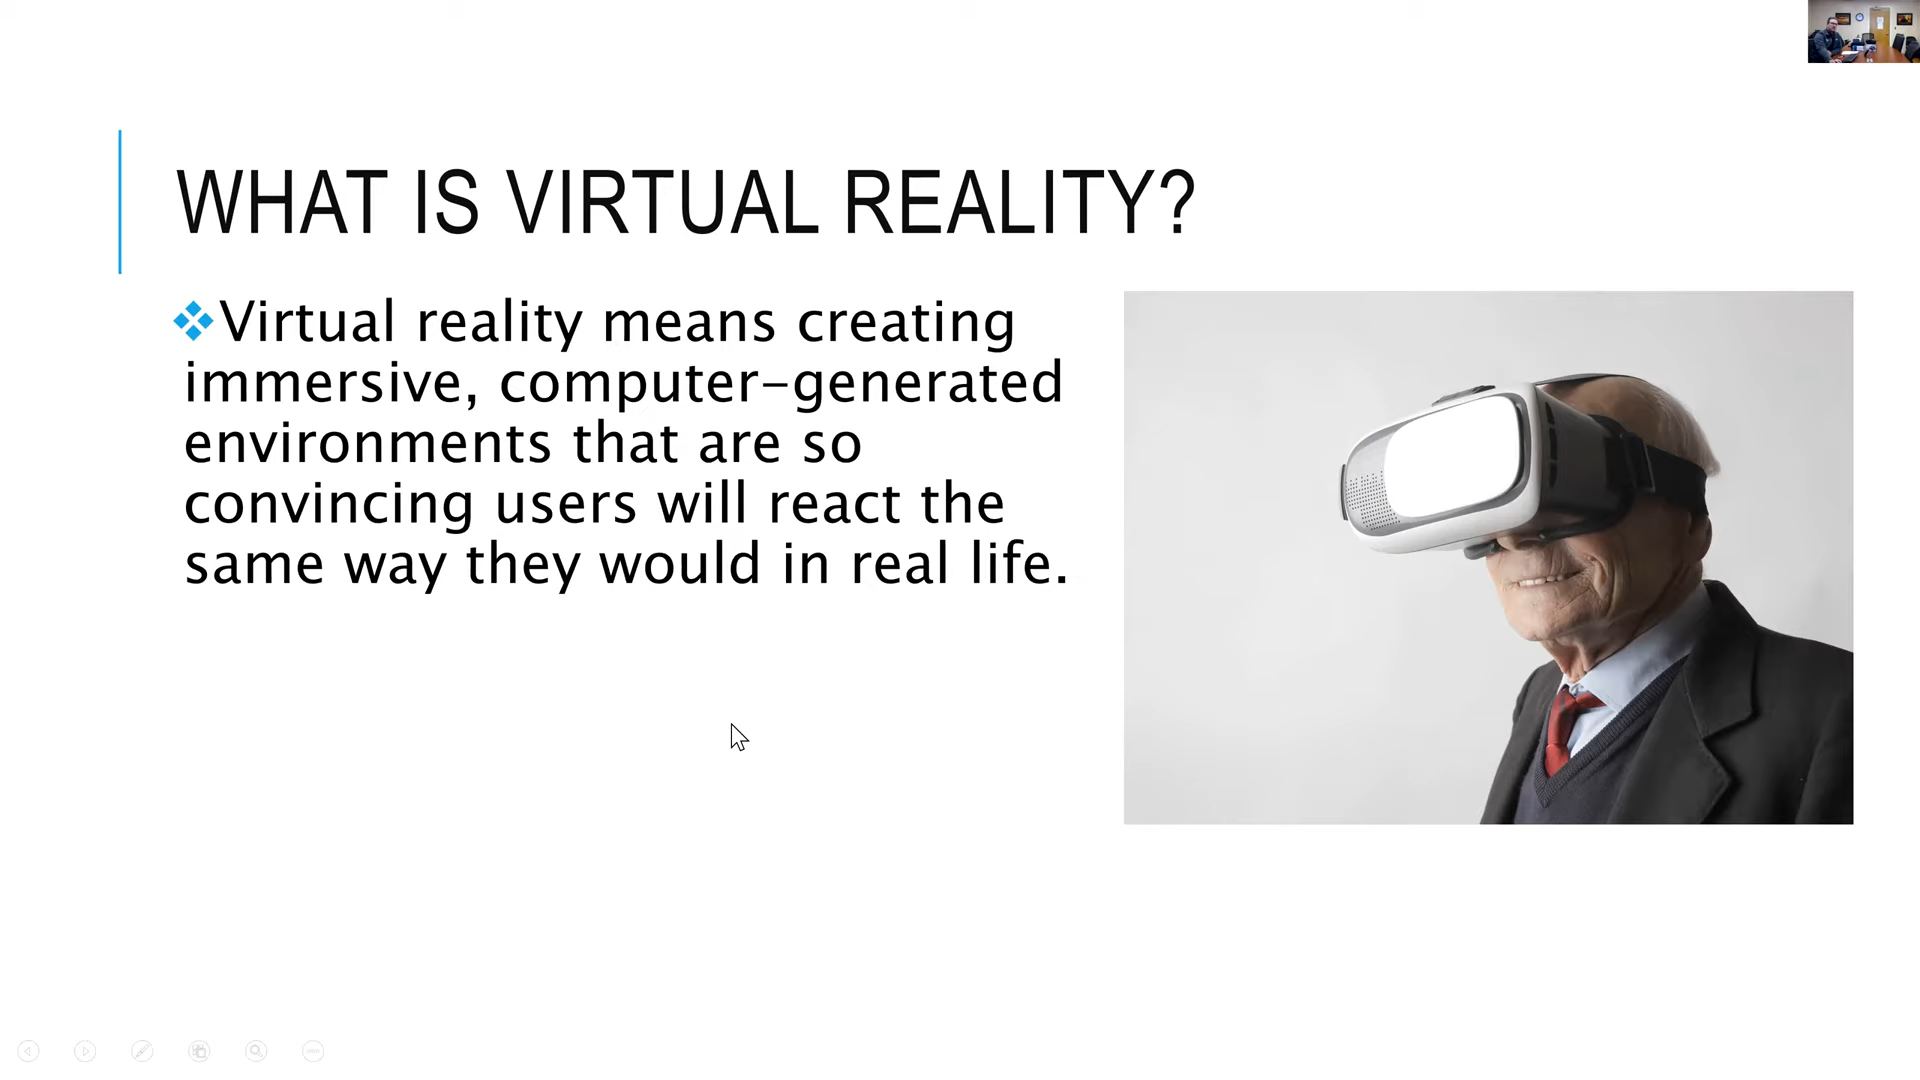 WHAT IS VIRTUAL REALITY?
Virtual reality means creating
immersive, computer-generated
environments that are so
convincing users will react the
same way they would in real life.